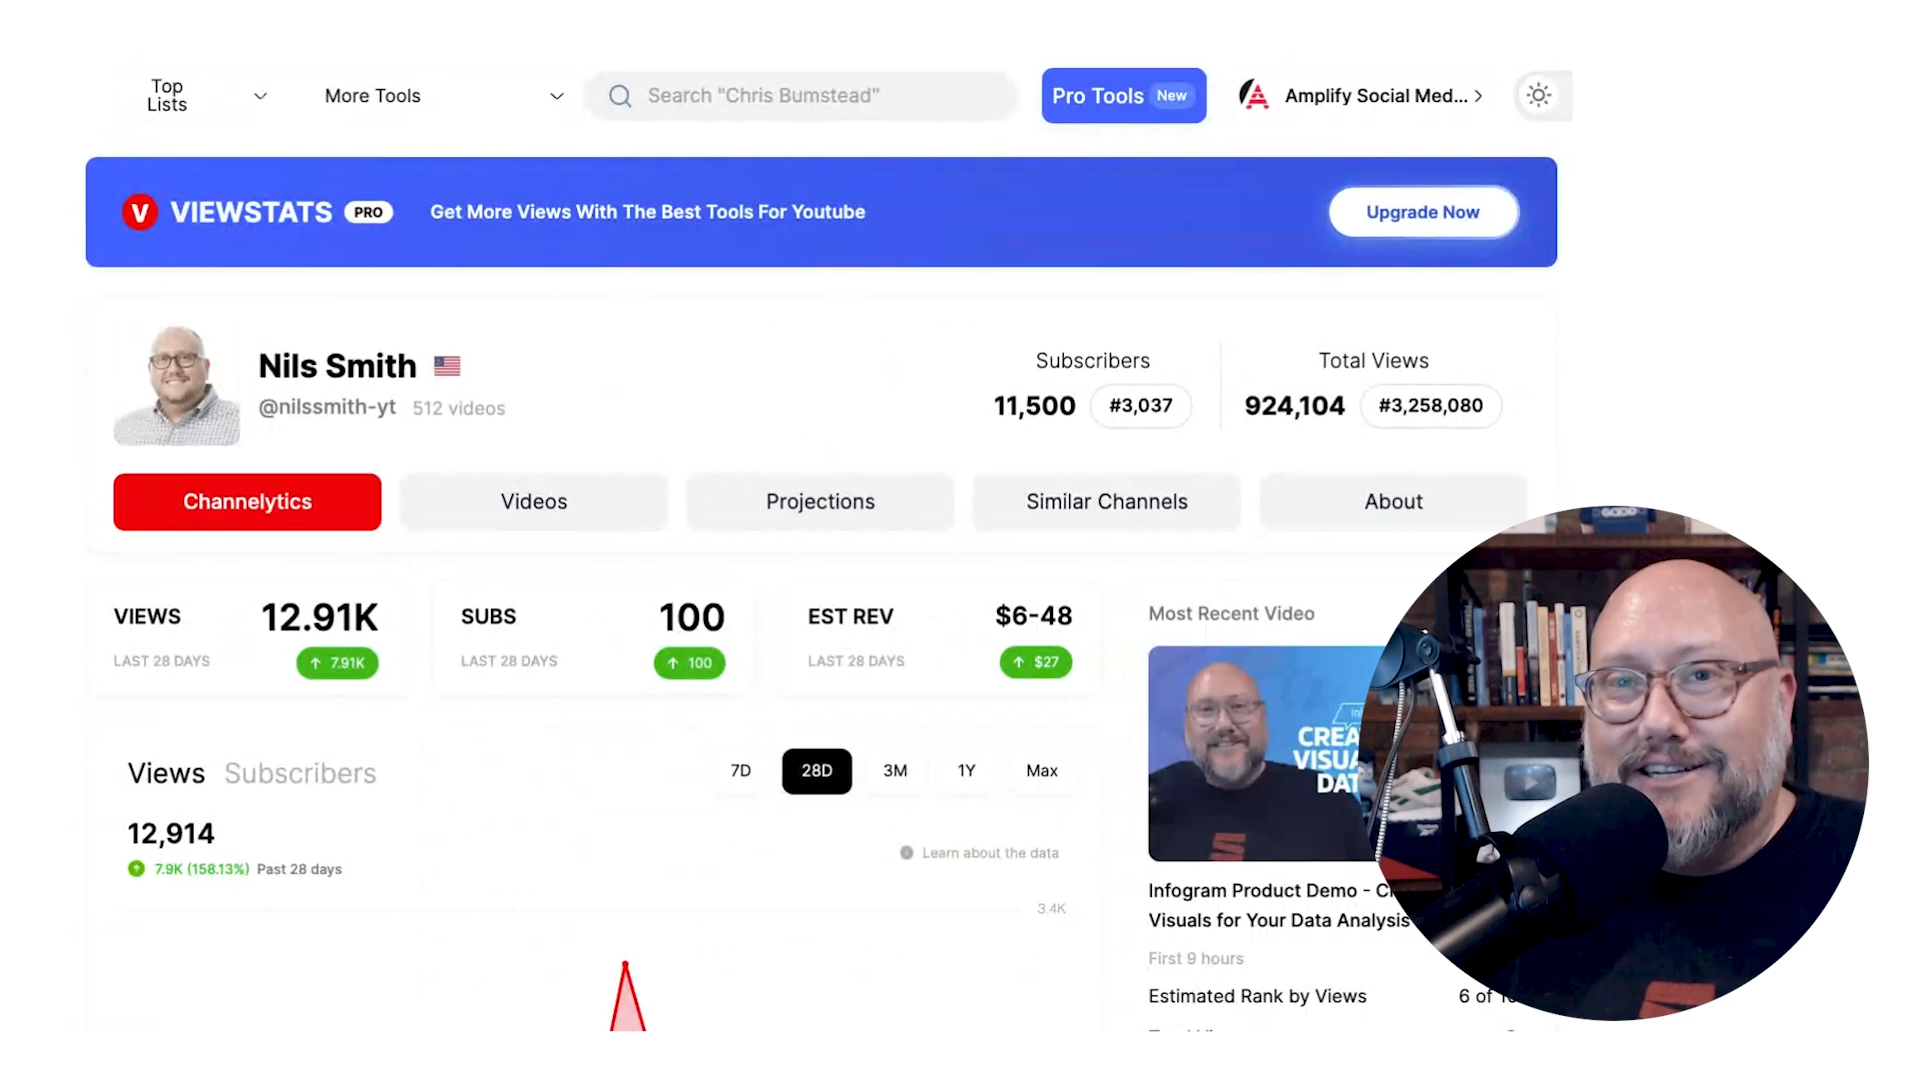 Top
Lists
More Tools
Search "Chris Bumstead"
Pro Tools New
Amplify Social Med...
V VIEWSTATS PRO
Get More Views With The Best Tools For Youtube
Upgrade Now
Nils Smith
@nilssmith-yt 512 videos
Subscribers
11,500 #3,037
Total Views
924,104 #3,258,080
Channelytics
Videos
Projections
Similar Channels
About
VIEWS 12.91K
LAST 28 DAYS 7.91K
SUBS 100
LAST 28 DAYS 100
EST REV $6-48
LAST 28 DAYS $27
Most Recent Video
Views Subscribers
7D 28D 3M 1Y Max
12,914
7.9K (158.13%) Past 28 days
Learn about the data
3.4K
Infogram Product Demo -
Visuals for Your Data Analysis
First 9 hours
Estimated Rank by Views 6 of